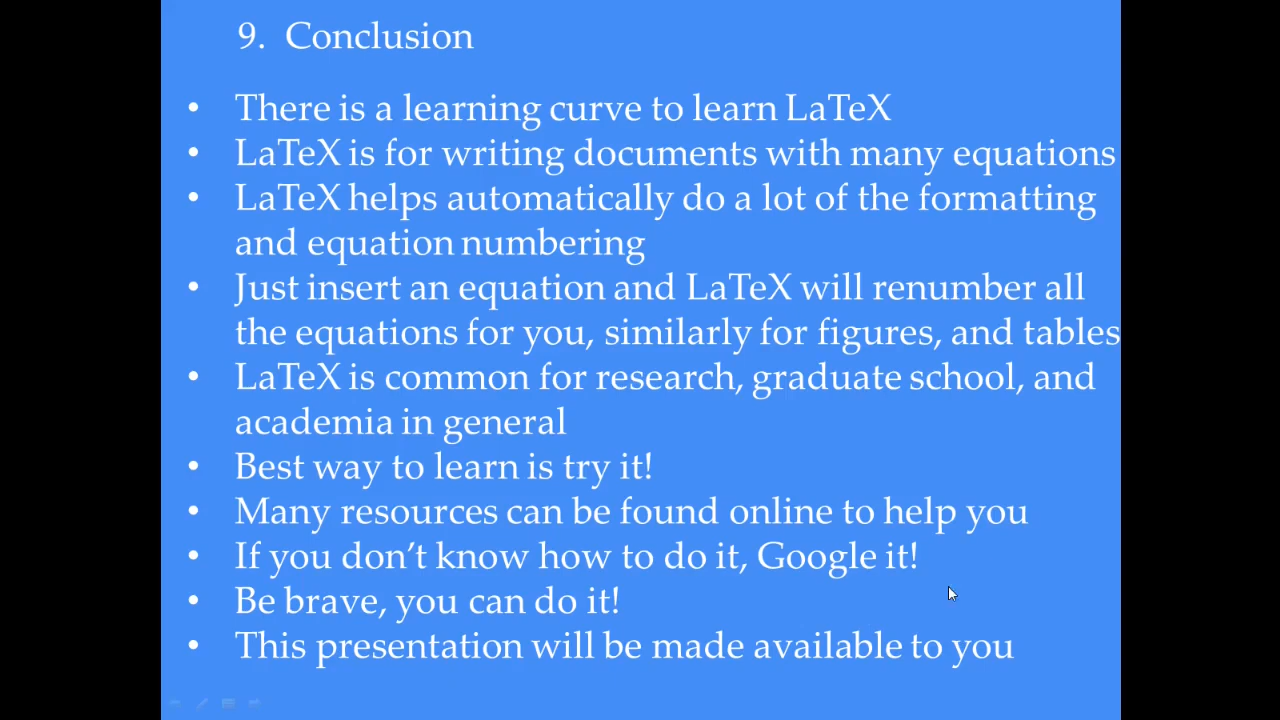 9. Conclusion
• There is a learning curve to learn LaTeX
• LaTeX is for writing documents with many equations
• LaTeX helps automatically do a lot of the formatting
and equation numbering
• Just insert an equation and LaTeX will renumber all
the equations for you, similarly for figures, and tables
• LaTeX is common for research, graduate school, and
academia in general
• Best way to learn is try it!
• Many resources can be found online to help you
• If you don’t know how to do it, Google it!
• Be brave, you can do it!
• This presentation will be made available to you